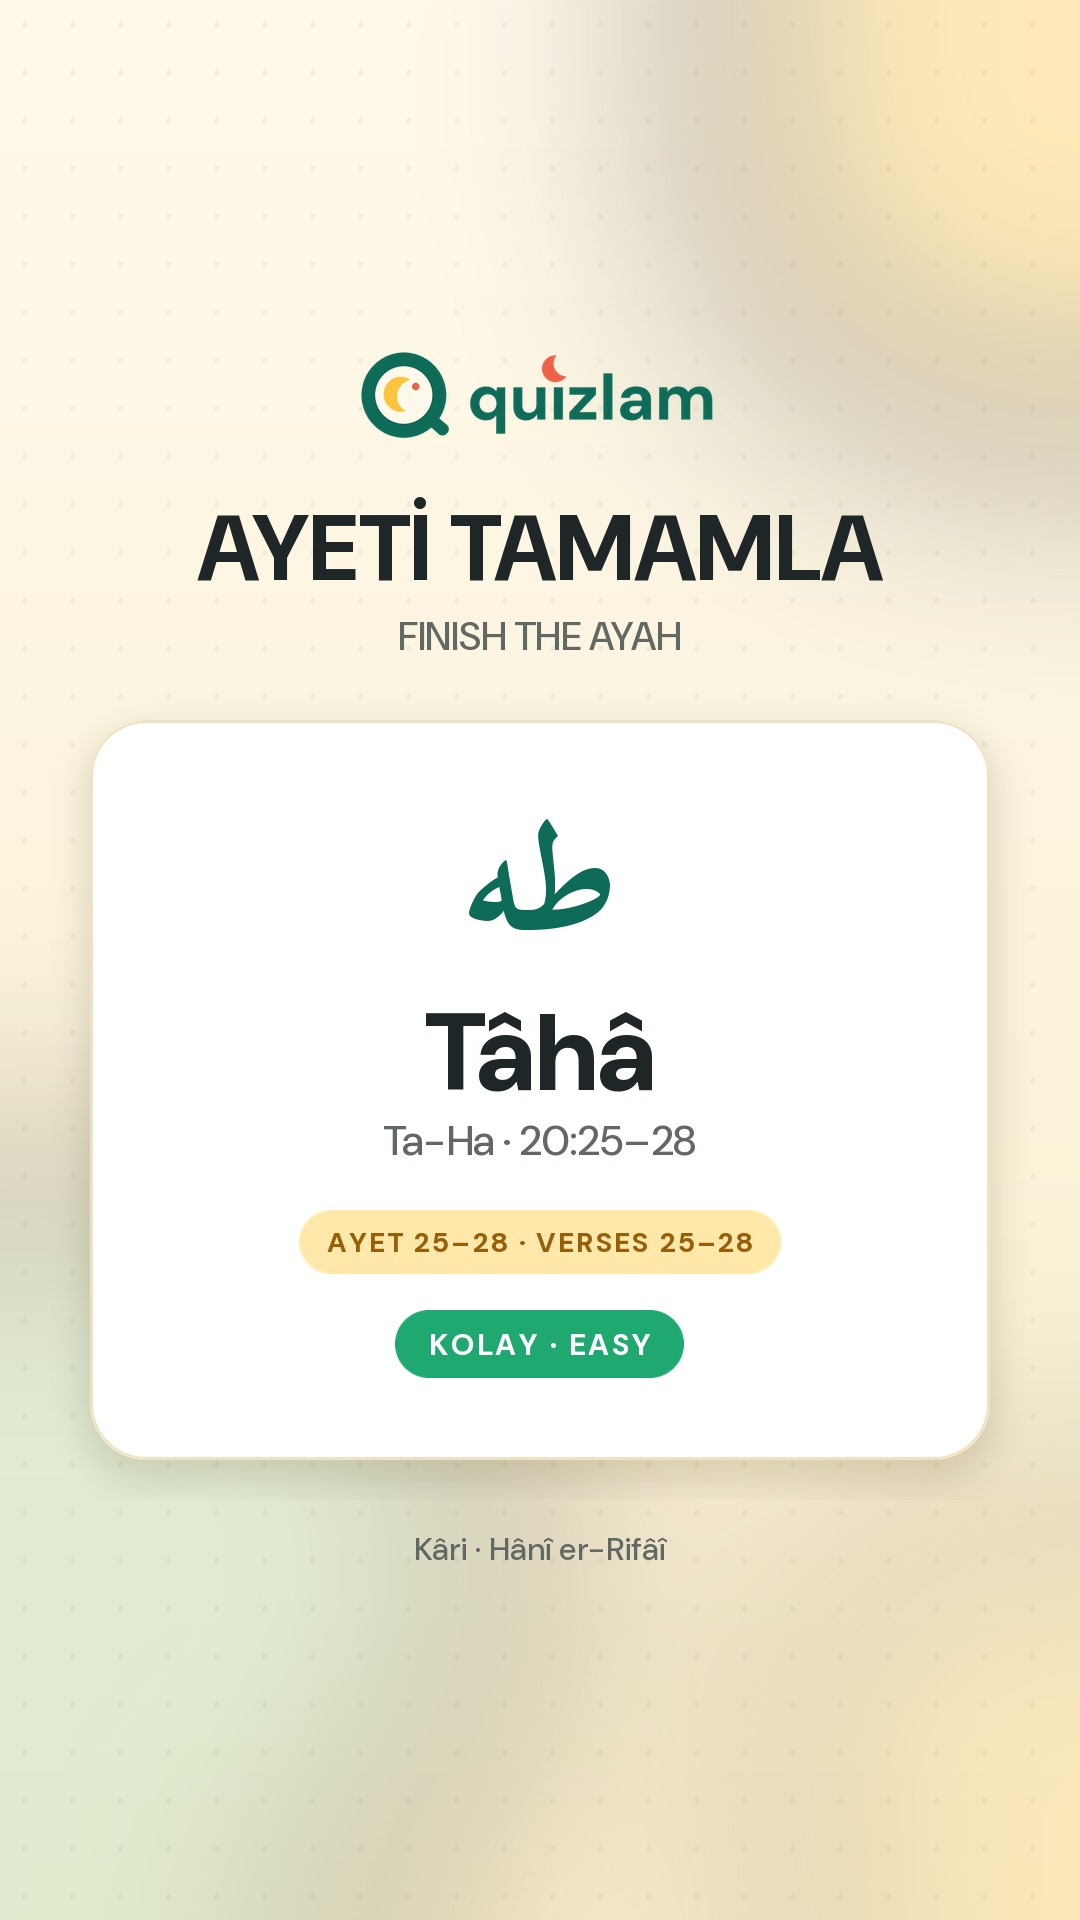 quizlam
AYETİ TAMAMLA
FINISH THE AYAH
طه
Tâhâ
Ta-Ha · 20:25–28
AYET 25–28 · VERSES 25–28
KOLAY · EASY
Kâri · Hânî er-Rifâî